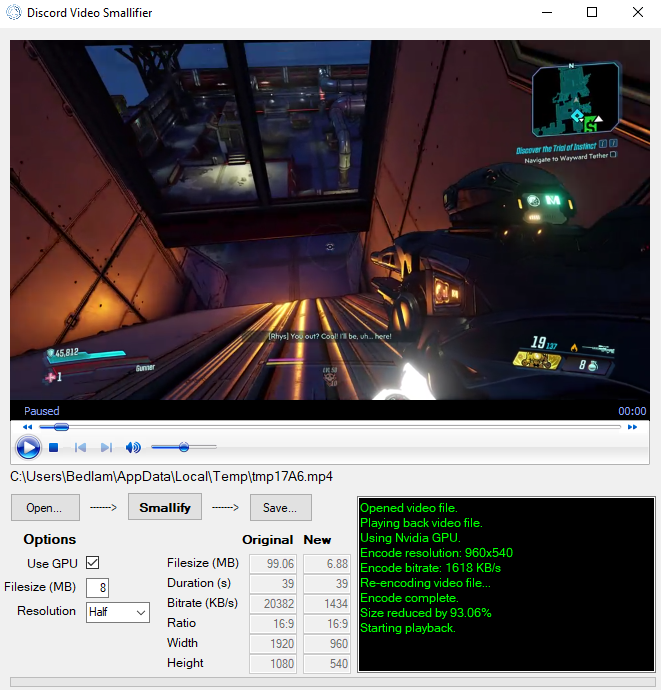 Discord Video Smallifier
N
Discover the Trial of Instinct
Navigate to Wayward Tether
[Rhys] You out? Cool! I'll be, uh... here!
45,812
1
Gunner
19 137
8
Paused
00:00
C:\Users\Bedlam\AppData\Local\Temp\tmp17A6.mp4
Open... ------> Smallify ------> Save...
Options
Use GPU
Filesize (MB) 8
Resolution Half
Original New
Filesize (MB) 99.06 6.88
Duration (s) 39 39
Bitrate (KB/s) 20382 1434
Ratio 16:9 16:9
Width 1920 960
Height 1080 540
Opened video file.
Playing back video file.
Using Nvidia GPU.
Encode resolution: 960x540
Encode bitrate: 1618 KB/s
Re-encoding video file...
Encode complete.
Size reduced by 93.06%
Starting playback.